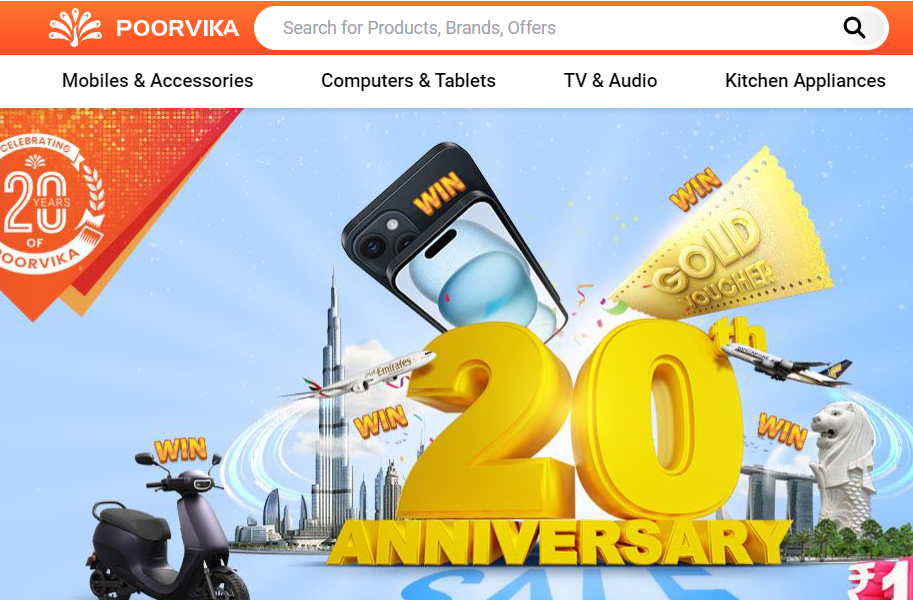 POORVIKA
Search for Products, Brands, Offers
Mobiles & Accessories
Computers & Tablets
TV & Audio
Kitchen Appliances
CELEBRATING
20
YEARS
OF
POORVIKA
WIN
WIN
GOLD
VOUCHER
20th
Emirates
SINGAPORE
WIN
WIN
WIN
ANNIVERSARY
SALE
₹1